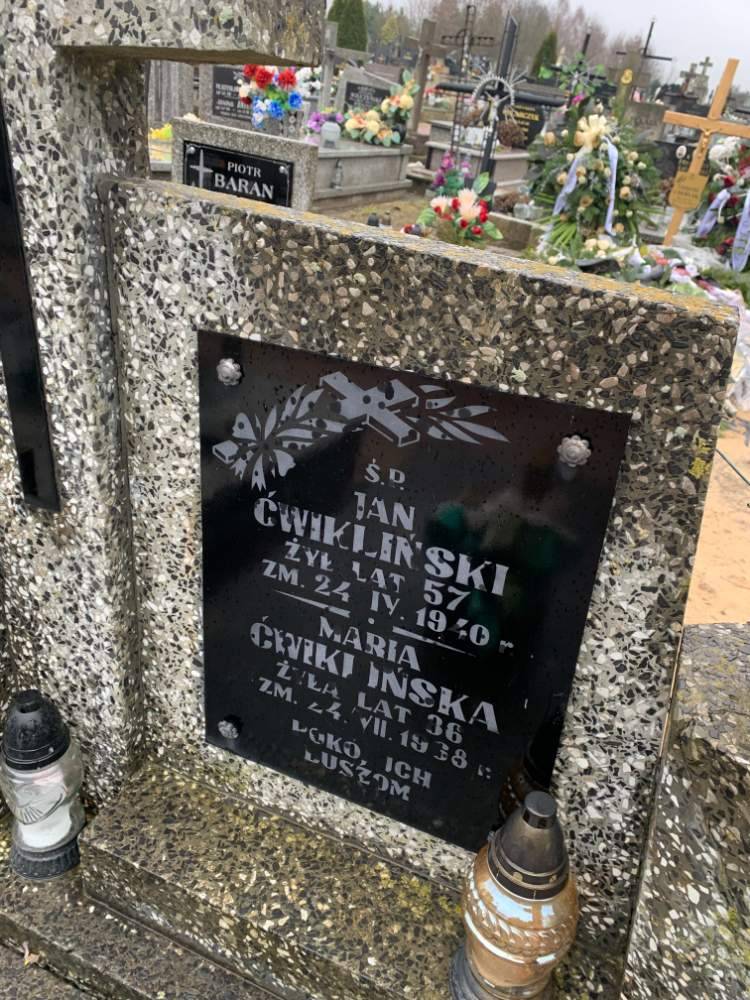 PIOTR
BARAN
Ś.P.
JAN
ĆWIKLIŃSKI
ŻYŁ LAT 57
ZM. 24 IV. 1940 r.
MARIA
ĆWIKLIŃSKA
ŻYŁA LAT 36
ZM. 24. VII. 1938 r.
POKÓJ ICH
DUSZOM